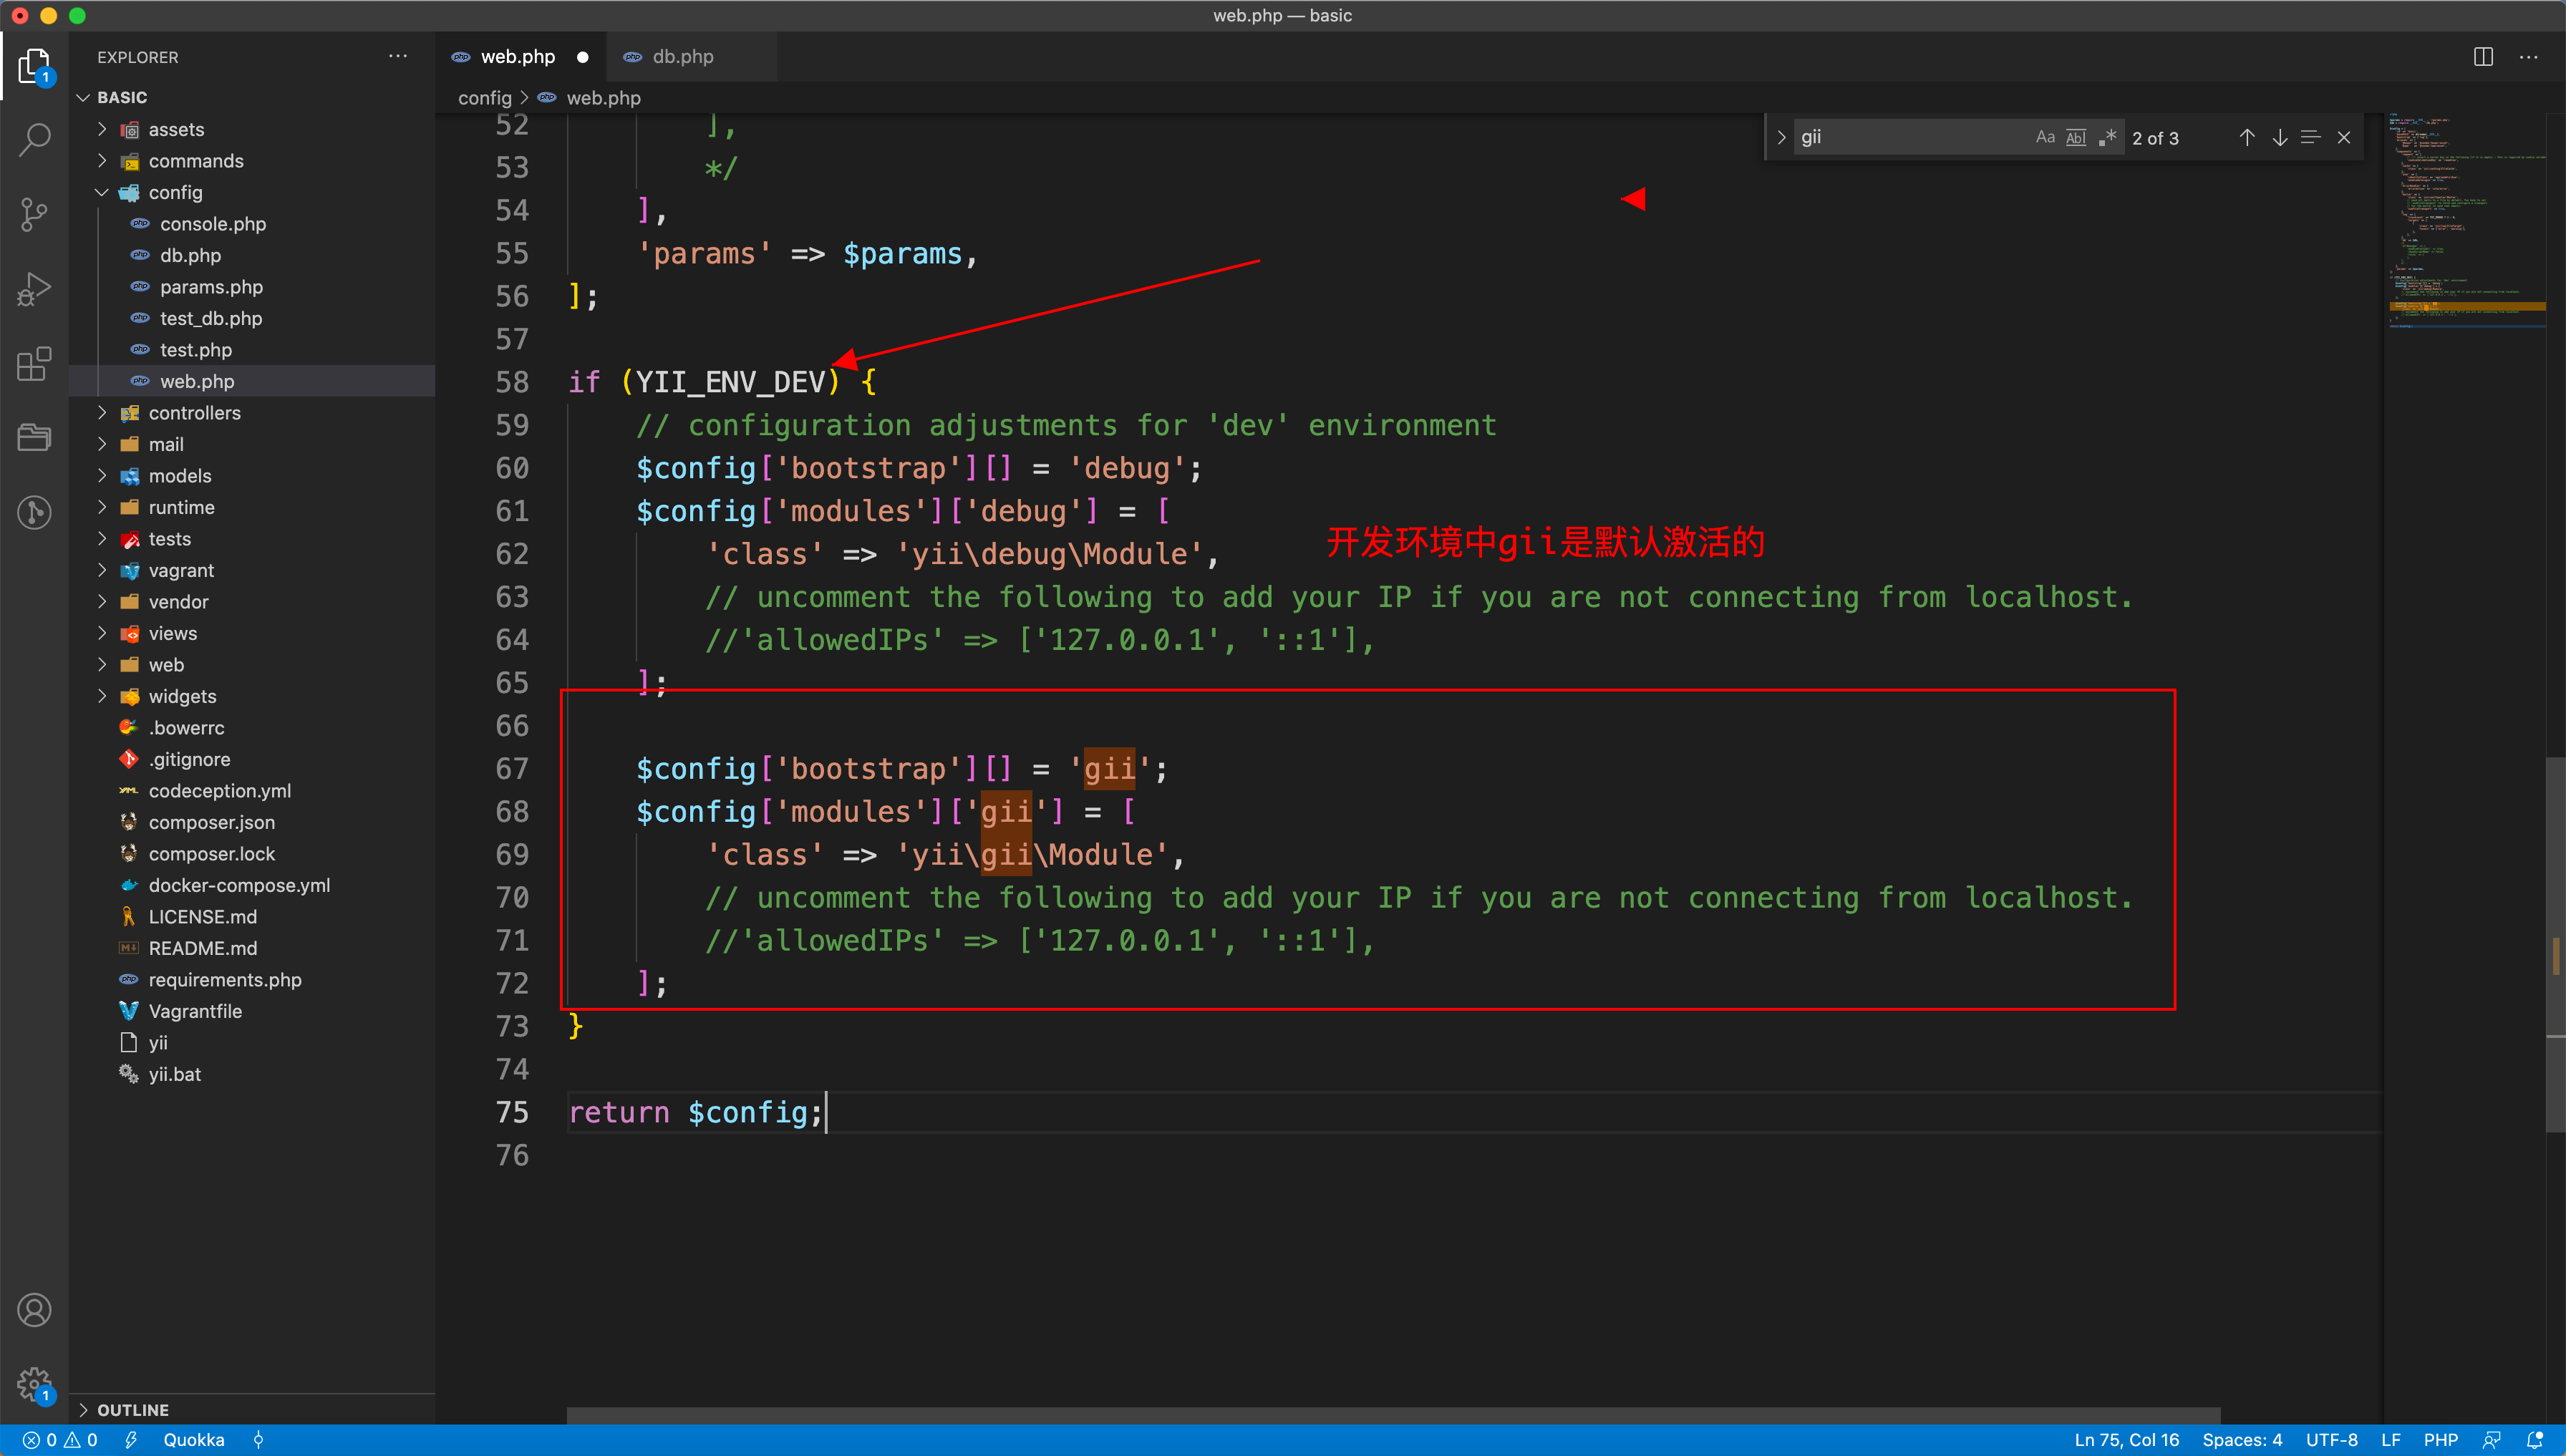 web.php — basic
EXPLORER
web.php
db.php
1
BASIC
assets
commands
config
console.php
db.php
params.php
test_db.php
test.php
web.php
controllers
mail
models
runtime
tests
vagrant
vendor
views
web
widgets
.bowerrc
.gitignore
codeception.yml
composer.json
composer.lock
docker-compose.yml
LICENSE.md
README.md
requirements.php
Vagrantfile
yii
yii.bat
OUTLINE
1
config > web.php
gii
Aa
Abl
.*
2 of 3
52 ],
53 */
54 ],
55 'params' => $params,
56 ];
57
58 if (YII_ENV_DEV) {
59 // configuration adjustments for 'dev' environment
60 $config['bootstrap'][] = 'debug';
61 $config['modules']['debug'] = [
62 'class' => 'yii\debug\Module',
开发环境中gii是默认激活的
63 // uncomment the following to add your IP if you are not connecting from localhost.
64 //'allowedIPs' => ['127.0.0.1', '::1'],
65 ];
66
67 $config['bootstrap'][] = 'gii';
68 $config['modules']['gii'] = [
69 'class' => 'yii\gii\Module',
70 // uncomment the following to add your IP if you are not connecting from localhost.
71 //'allowedIPs' => ['127.0.0.1', '::1'],
72 ];
73 }
74
75 return $config;
76
0 0 Quokka
Ln 75, Col 16 Spaces: 4 UTF-8 LF PHP